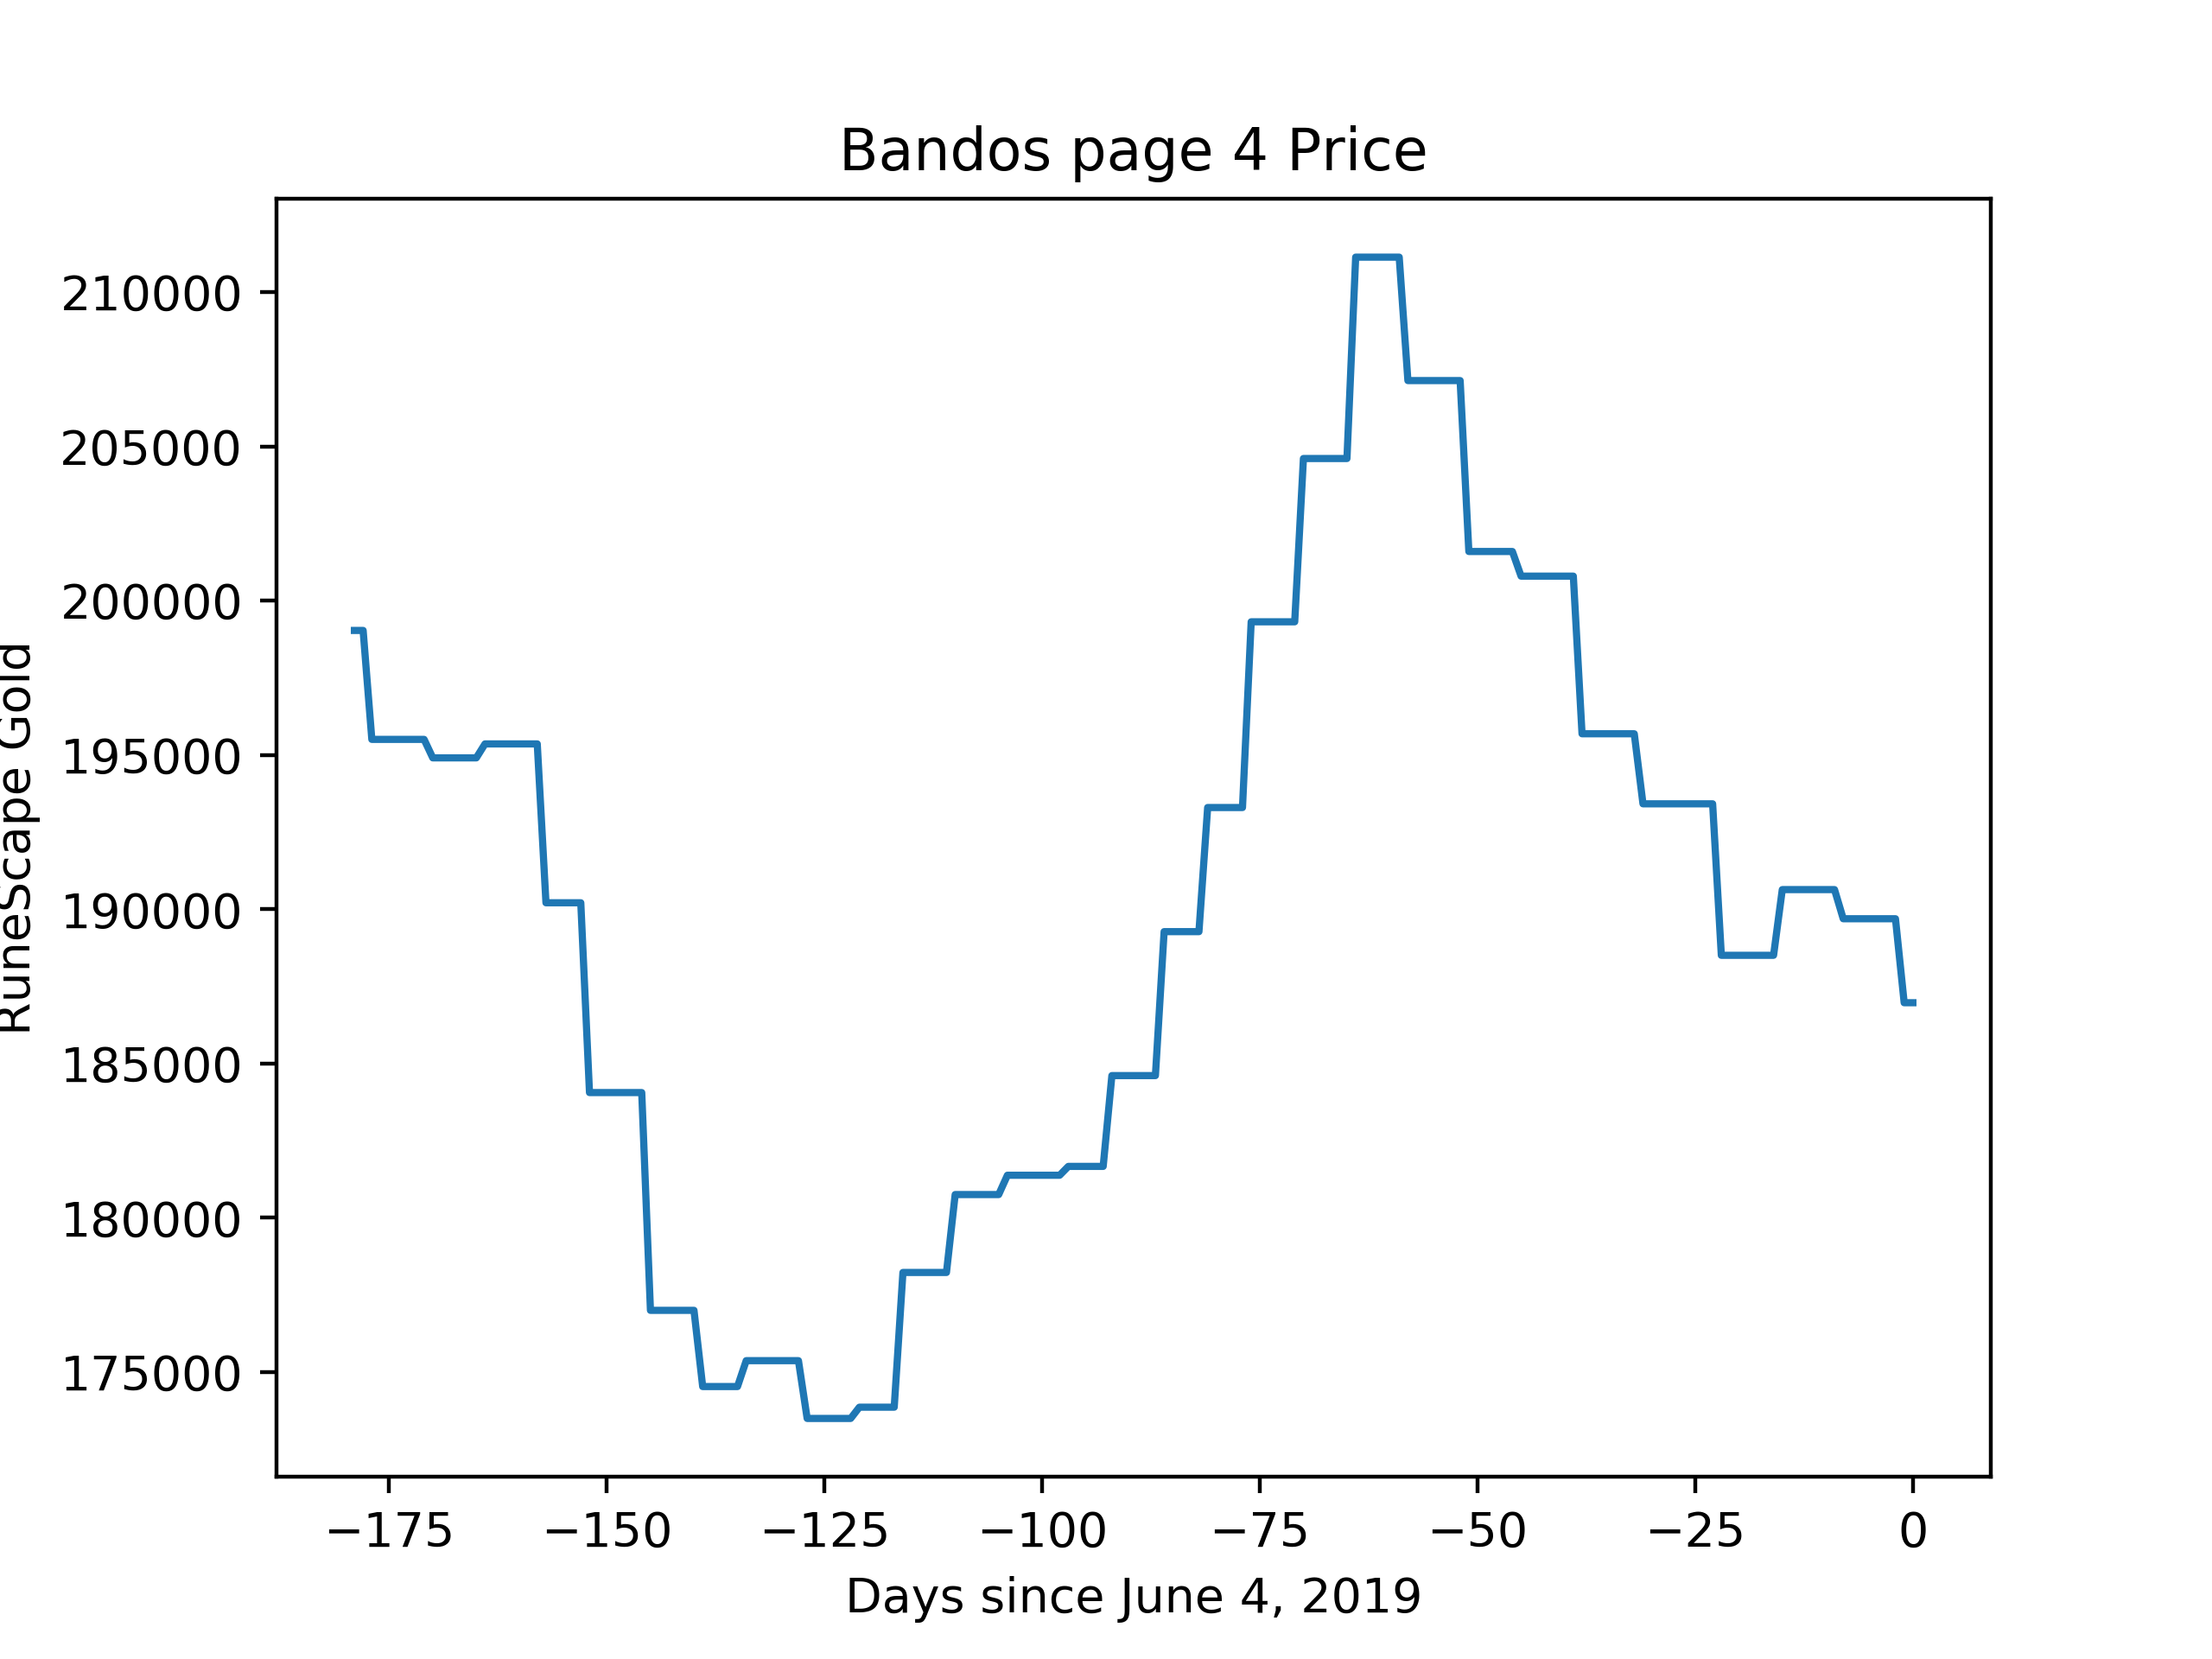 Bandos page 4 Price
210000
205000
200000
195000
190000
185000
180000
175000
RuneScape Gold
−175 −150 −125 −100 −75 −50 −25 0
Days since June 4, 2019